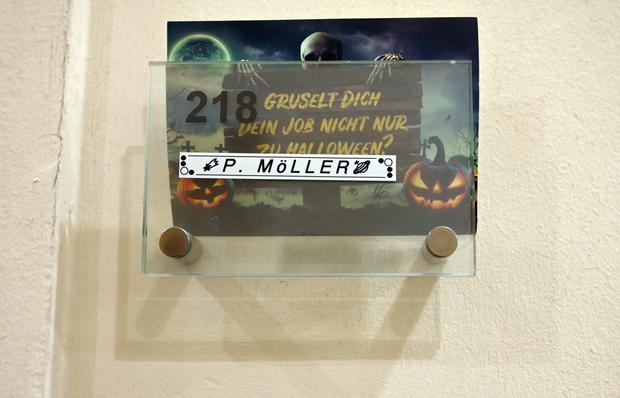 218
GRUSELT DICH
DEIN JOB NICHT NUR
ZU HALLOWEEN?
P. MöLLER